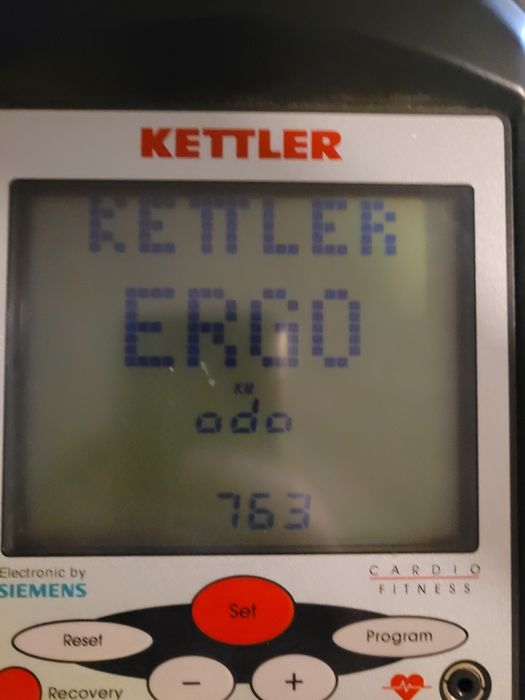 KETTLER
KETTLER
ERGO
KM
odo
763
Electronic by
SIEMENS
CARDIO
FITNESS
Set
Reset
Program
−
+
Recovery